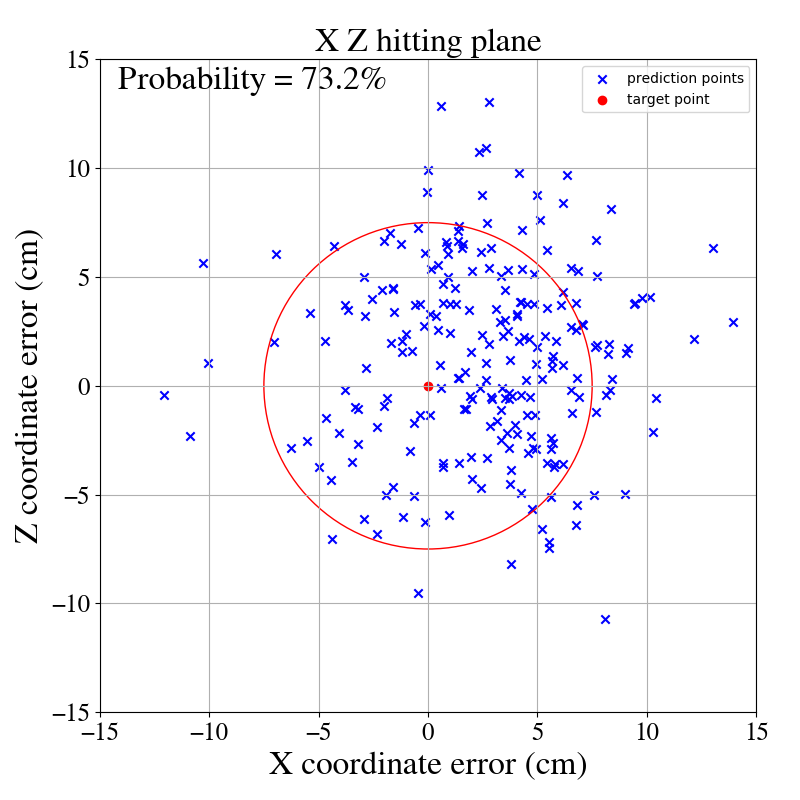 X Z hitting plane
Probability = 73.2%
prediction points
target point
15
10
5
0
−5
−10
−15
Z coordinate error (cm)
−15 −10 −5 0 5 10 15
X coordinate error (cm)